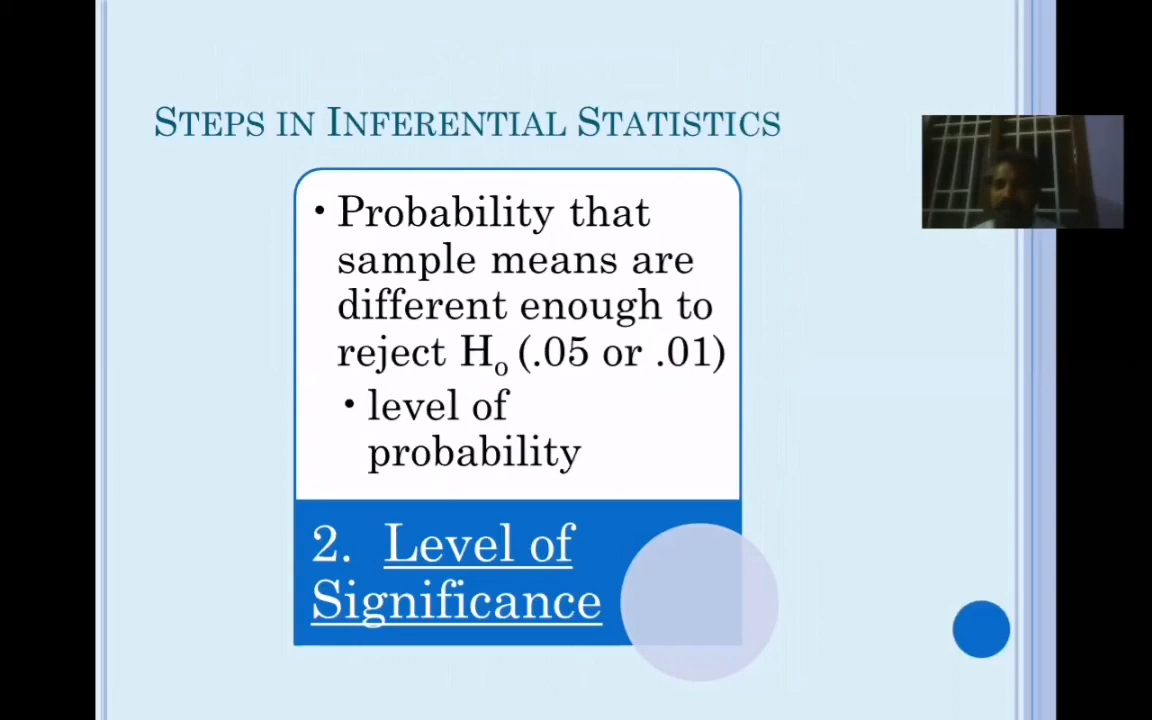 STEPS IN INFERENTIAL STATISTICS
• Probability that
sample means are
different enough to
reject Ho (.05 or .01)
• level of
probability
2. Level of
Significance